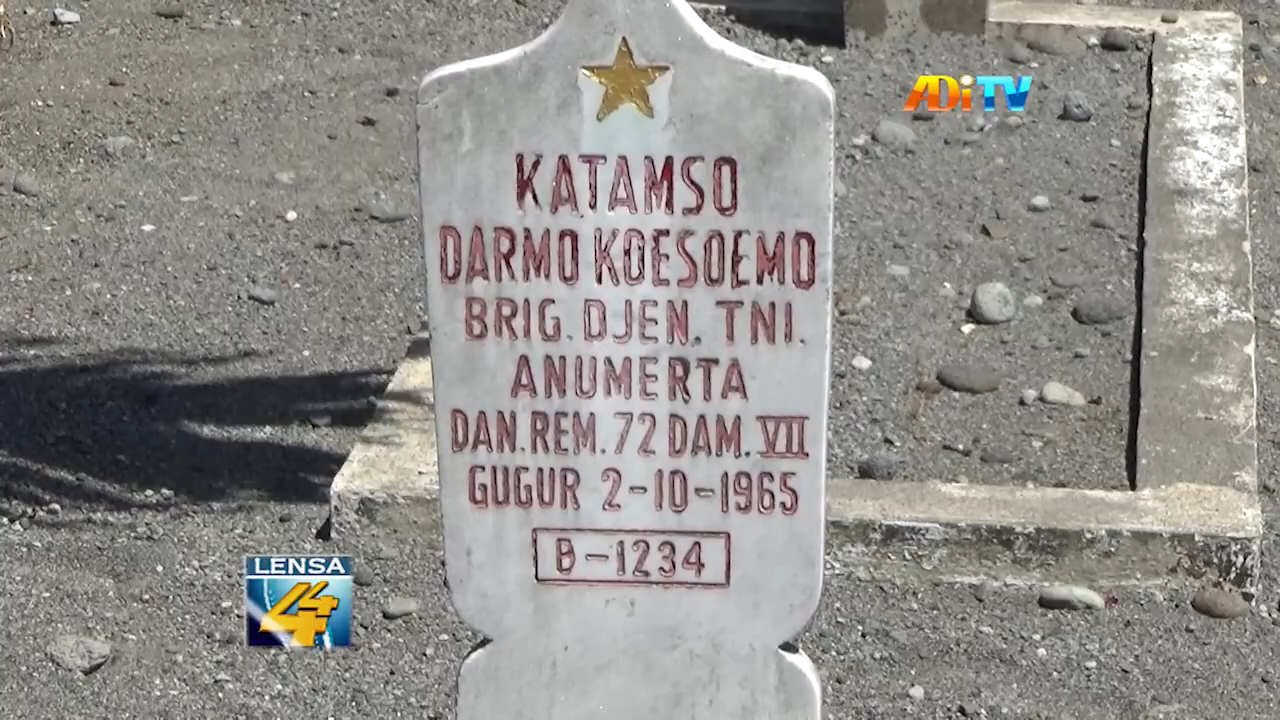 ADiTV
KATAMSO
DARMO KOESOEMO
BRIG. DJEN. TNI.
ANUMERTA
DAN. REM. 72 DAM. VII
GUGUR 2-10-1965
B-1234
LENSA
44